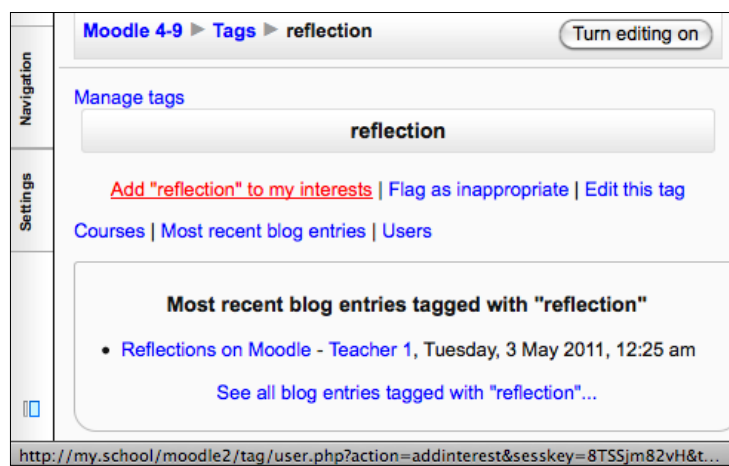 Moodle 4-9 ► Tags ► reflection
Turn editing on
Navigation
Settings
Manage tags
reflection
Add "reflection" to my interests | Flag as inappropriate | Edit this tag
Courses | Most recent blog entries | Users
Most recent blog entries tagged with "reflection"
• Reflections on Moodle - Teacher 1, Tuesday, 3 May 2011, 12:25 am
See all blog entries tagged with "reflection"...
http://my.school/moodle2/tag/user.php?action=addinterest&sesskey=8TSSjm82vH&t...